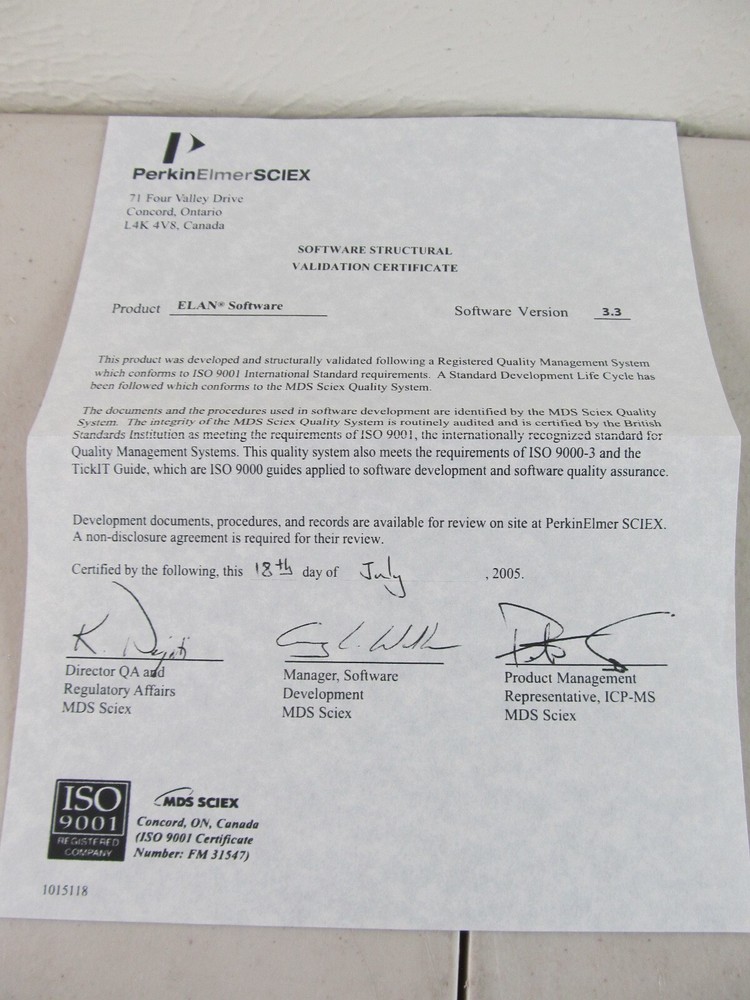 PerkinElmerSCIEX
71 Four Valley Drive
Concord, Ontario
L4K 4V8, Canada
SOFTWARE STRUCTURAL
VALIDATION CERTIFICATE
Product ELAN® Software Software Version 3.3
This product was developed and structurally validated following a Registered Quality Management System
which conforms to ISO 9001 International Standard requirements. A Standard Development Life Cycle has
been followed which conforms to the MDS Sciex Quality System.
The documents and the procedures used in software development are identified by the MDS Sciex Quality
System. The integrity of the MDS Sciex Quality System is routinely audited and is certified by the British
Standards Institution as meeting the requirements of ISO 9001, the internationally recognized standard for
Quality Management Systems. This quality system also meets the requirements of ISO 9000-3 and the
TickIT Guide, which are ISO 9000 guides applied to software development and software quality assurance.
Development documents, procedures, and records are available for review on site at PerkinElmer SCIEX.
A non-disclosure agreement is required for their review.
Certified by the following, this 18th day of July , 2005.
K.
Director QA and
Regulatory Affairs
MDS Sciex
Manager, Software
Development
MDS Sciex
Product Management
Representative, ICP-MS
MDS Sciex
ISO
9001
REGISTERED
COMPANY
MDS SCIEX
Concord, ON, Canada
(ISO 9001 Certificate
Number: FM 31547)
1015118